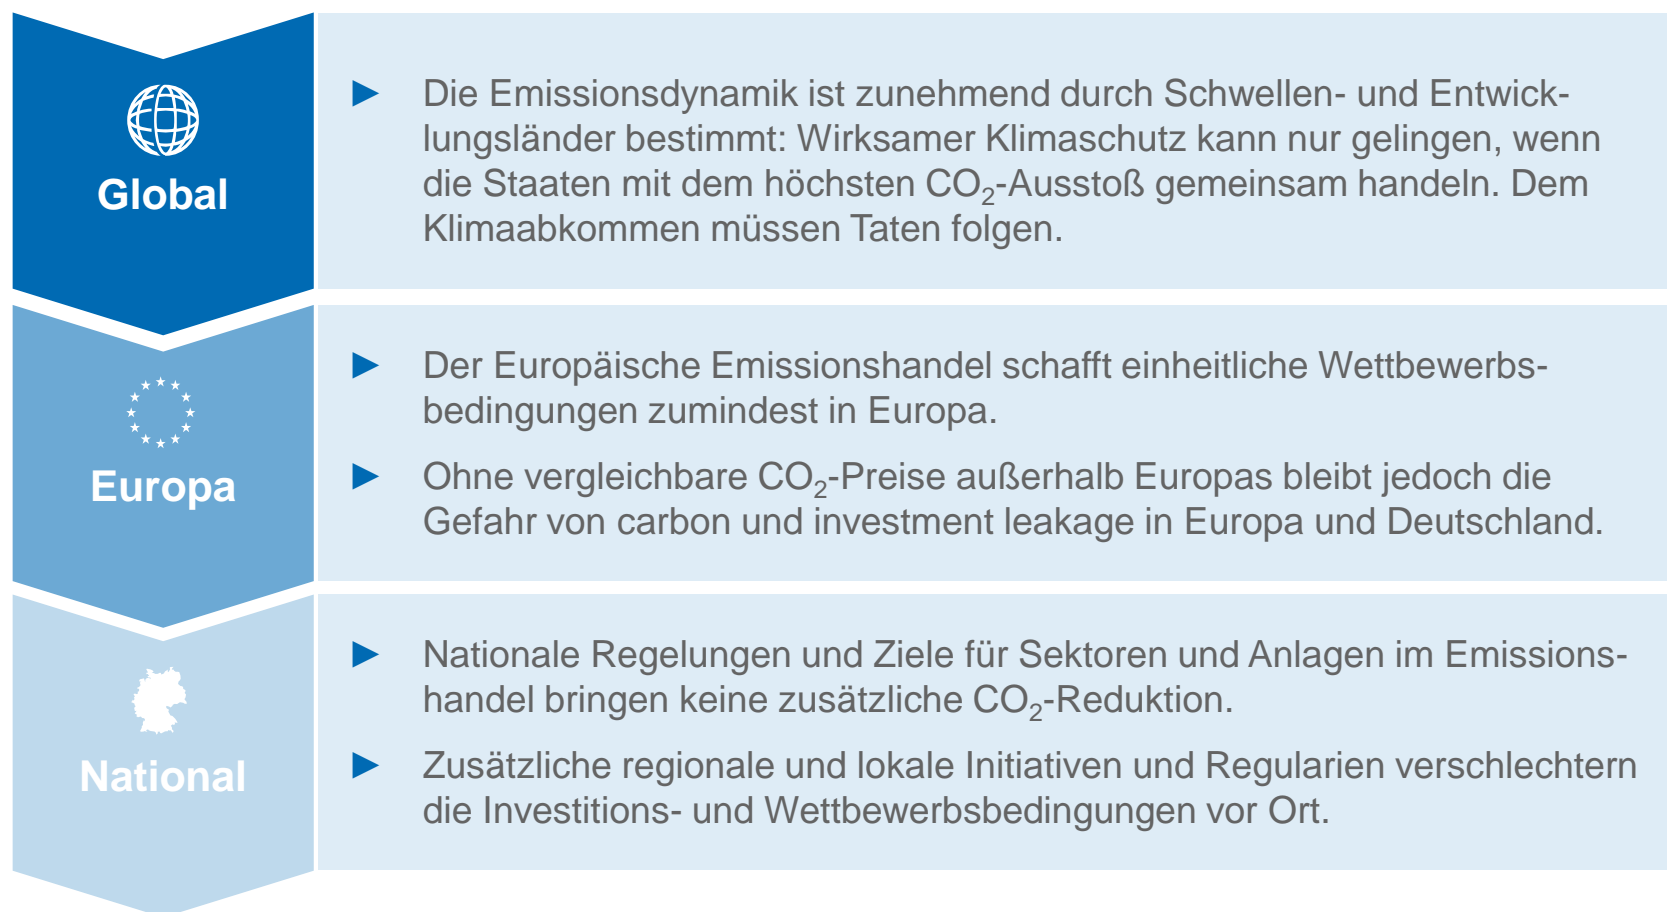 Global
► Die Emissionsdynamik ist zunehmend durch Schwellen- und Entwick-
lungsländer bestimmt: Wirksamer Klimaschutz kann nur gelingen, wenn
die Staaten mit dem höchsten CO₂-Ausstoß gemeinsam handeln. Dem
Klimaabkommen müssen Taten folgen.
Europa
► Der Europäische Emissionshandel schafft einheitliche Wettbewerbs-
bedingungen zumindest in Europa.
► Ohne vergleichbare CO₂-Preise außerhalb Europas bleibt jedoch die
Gefahr von carbon und investment leakage in Europa und Deutschland.
National
► Nationale Regelungen und Ziele für Sektoren und Anlagen im Emissions-
handel bringen keine zusätzliche CO₂-Reduktion.
► Zusätzliche regionale und lokale Initiativen und Regularien verschlechtern
die Investitions- und Wettbewerbsbedingungen vor Ort.